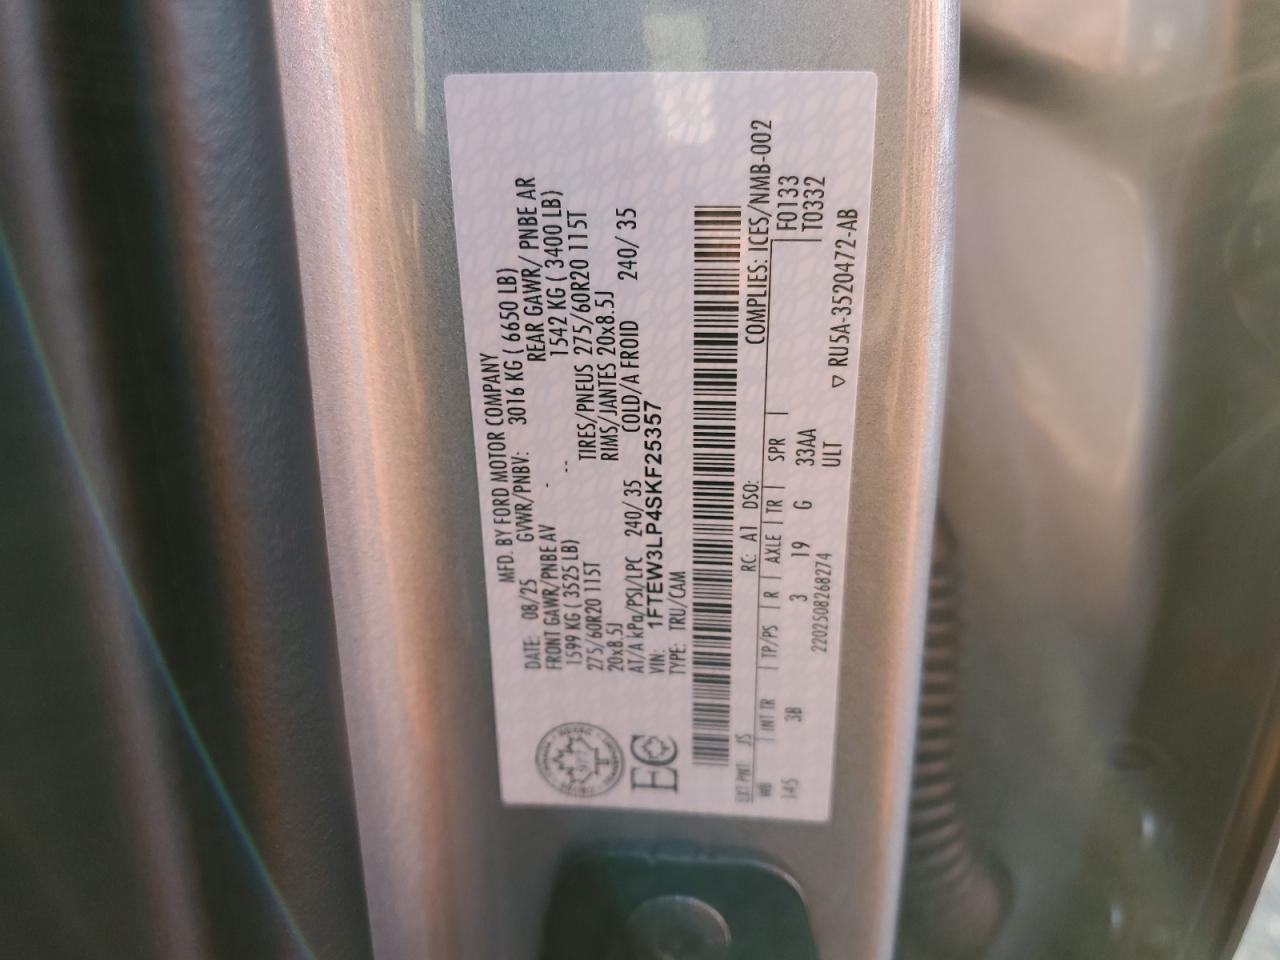 MFD. BY FORD MOTOR COMPANY
DATE: 08/25 GVWR/PNBV: 3016 KG ( 6650 LB)
FRONT GAWR/PNBE AV - -- REAR GAWR/ PNBE AR
1599 KG ( 3525 LB) 1542 KG ( 3400 LB)
275/60R20 115T TIRES/PNEUS 275/60R20 115T
20x8.5J RIMS/JANTES 20x8.5J
AT/A kPa/PSI/LPC 240/ 35 COLD/A FROID 240/ 35
VIN: 1FTEW3LP4SKF25357
TYPE: TRU/CAM
EC
EXT PNT JS RC: A1 DSO: COMPLIES: ICES/NMB-002
WB INT TR TP/PS R AXLE TR SPR F0133
145 3B 3 19 G 33AA T0332
2202508268274 ULT
▽ RU5A-3520472-AB